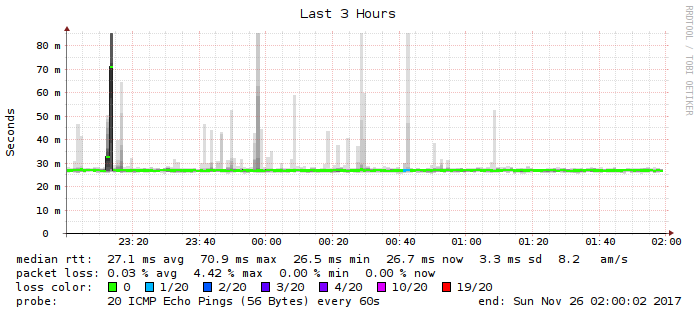 Last 3 Hours
RRDTOOL / TOBI OETIKER
Seconds
80 m
70 m
60 m
50 m
40 m
30 m
20 m
10 m
0
23:20 23:40 00:00 00:20 00:40 01:00 01:20 01:40 02:00
median rtt: 27.1 ms avg 70.9 ms max 26.5 ms min 26.7 ms now 3.3 ms sd 8.2 am/s
packet loss: 0.03 % avg 4.42 % max 0.00 % min 0.00 % now
loss color: 0 1/20 2/20 3/20 4/20 10/20 19/20
probe: 20 ICMP Echo Pings (56 Bytes) every 60s end: Sun Nov 26 02:00:02 2017